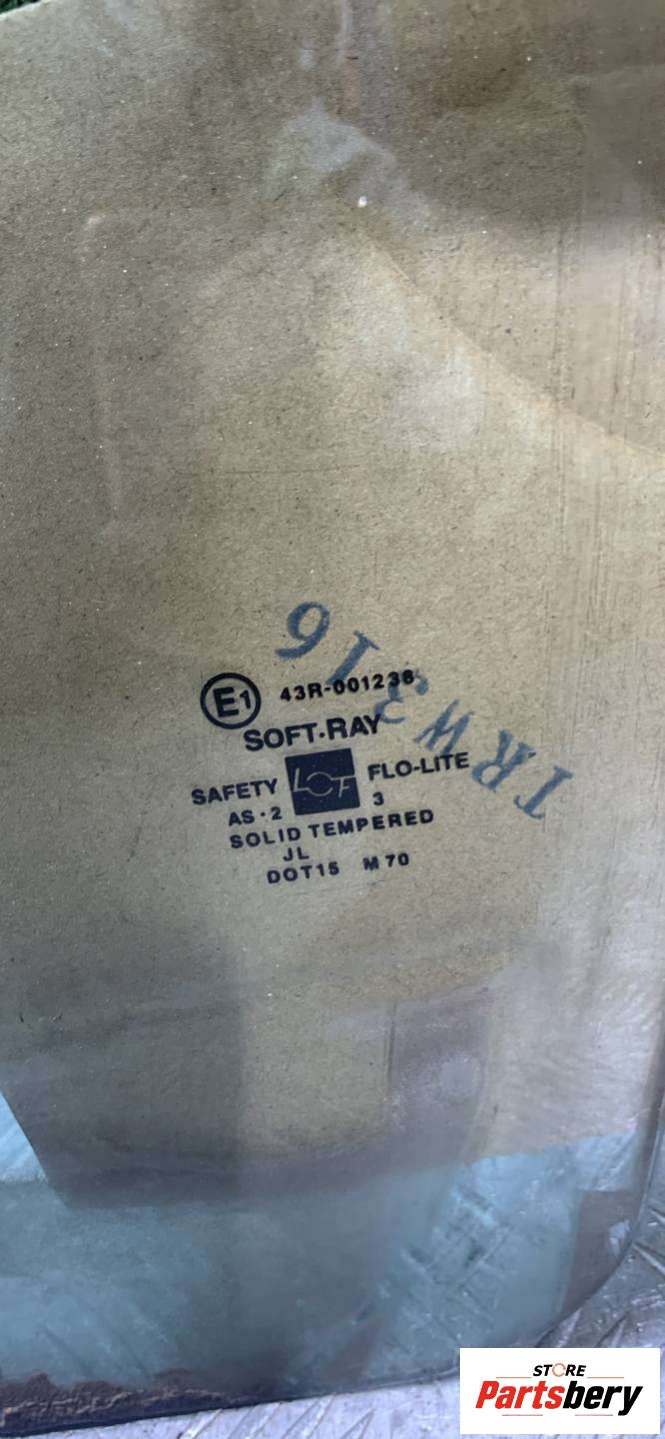 TRW316
E1 43R-001236
SOFT·RAY
SAFETY LOF FLO-LITE
AS·2 3
SOLID TEMPERED
JL
DOT15 M70
STORE
Partsbery